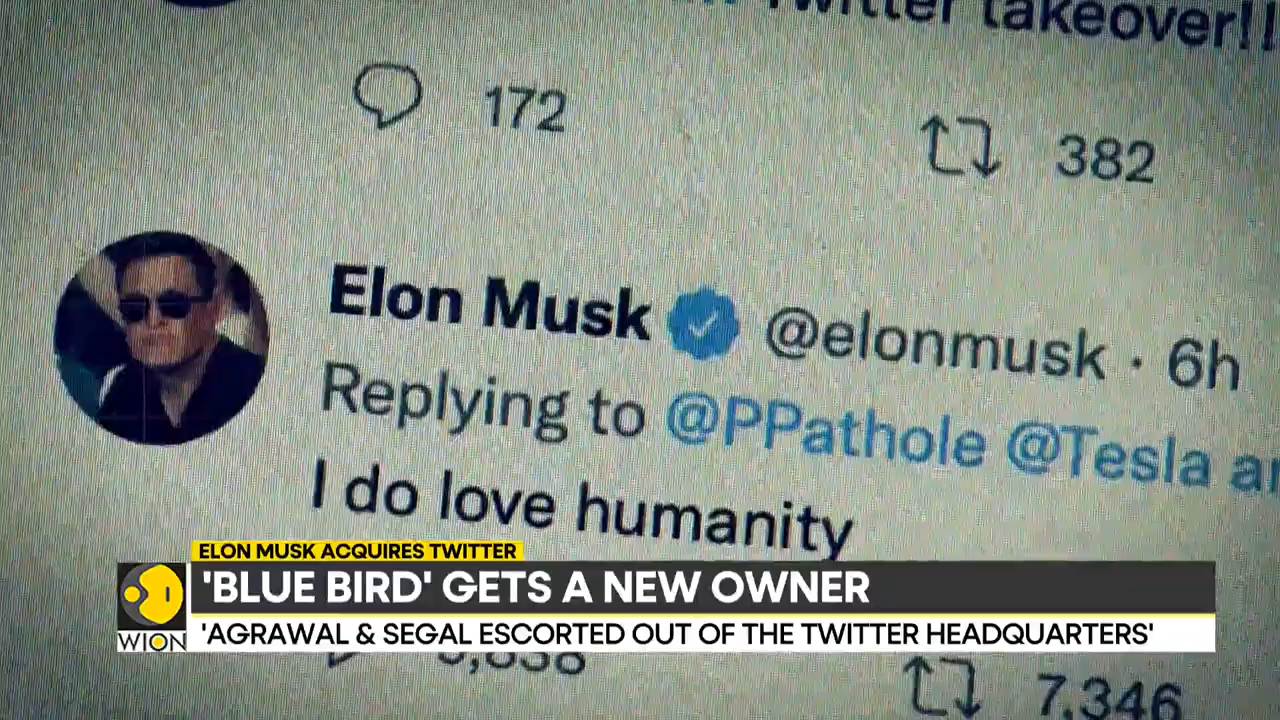 Twitter takeover!!
172 382
Elon Musk @elonmusk · 6h
Replying to @PPathole @Tesla
I do love humanity
ELON MUSK ACQUIRES TWITTER
'BLUE BIRD' GETS A NEW OWNER
WION
'AGRAWAL & SEGAL ESCORTED OUT OF THE TWITTER HEADQUARTERS'
7,346